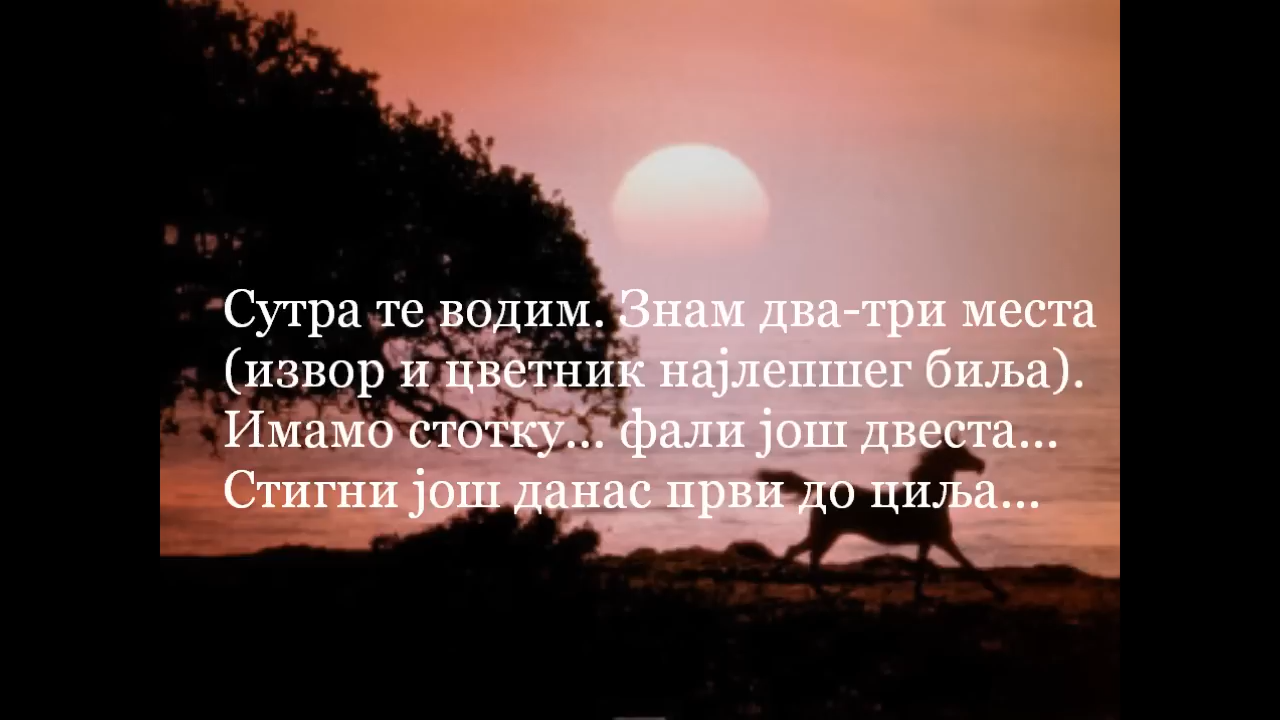 Сутра те водим. Знам два-три места
(извор и цветник најлепшег биља).
Имамо стотку... фали још двеста...
Стигни још данас први до циља...